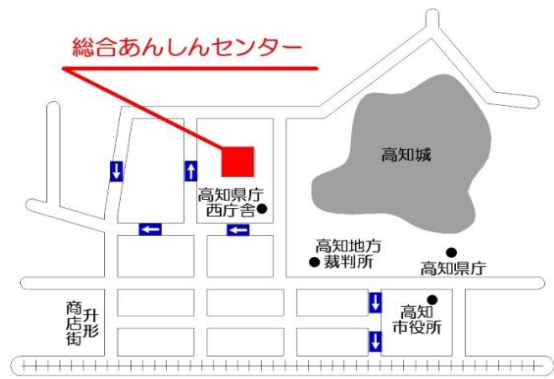 総合あんしんセンター
高知城
高知県庁
西庁舎
高知地方
裁判所
高知県庁
升形
商店街
高知
市役所